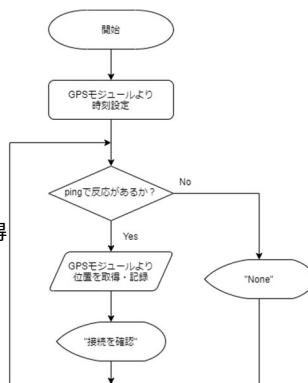 開始
GPSモジュールより
時刻設定
pingで反応があるか？
No
Yes
得
GPSモジュールより
位置を取得・記録
"None"
"接続を確認"